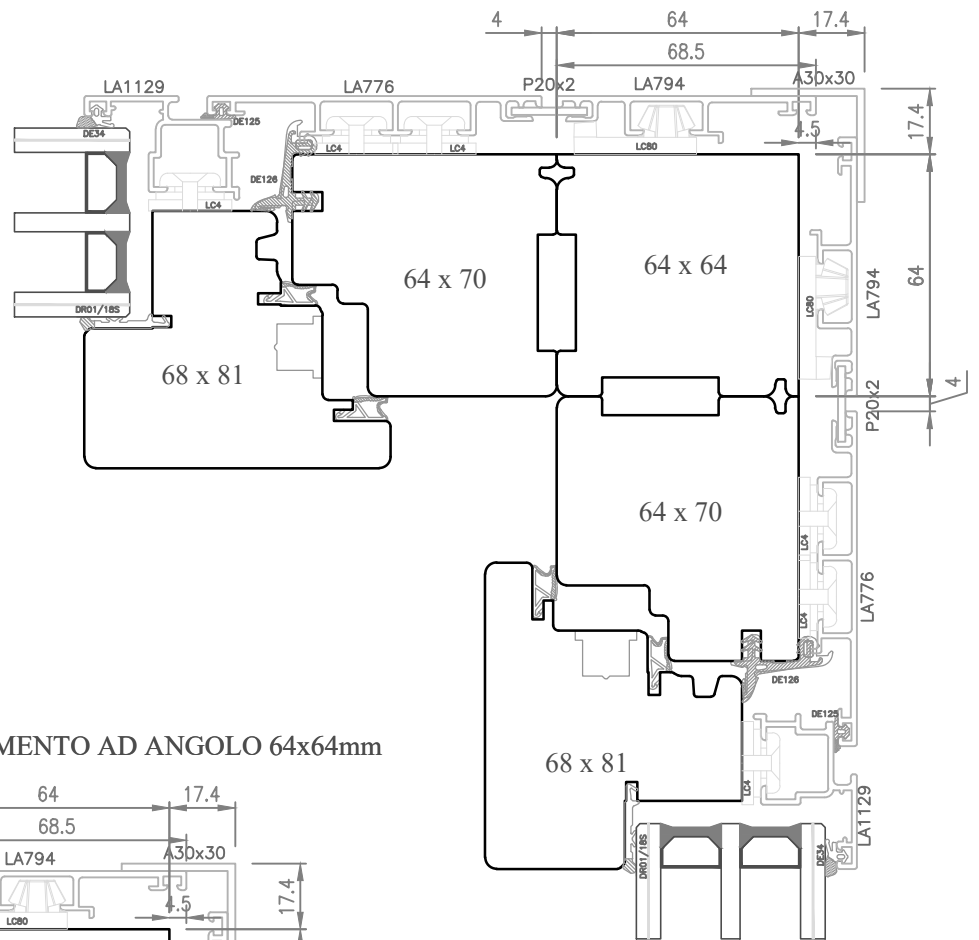 4
64
17.4
68.5
LA1129
LA776
P20x2
LA794
A30x30
DE34
DE125
LC4
LC4
LC80
4.5
17.4
DE126
LC4
64 x 70
64 x 64
64
LA794
LC80
DR01/18S
68 x 81
4
P20x2
64 x 70
LC4
LA776
LC4
DE126
DE125
68 x 81
LC4
LA1129
DR01/18S
DE34
MENTO AD ANGOLO 64x64mm
64
17.4
68.5
LA794
A30x30
LC80
4.5
17.4